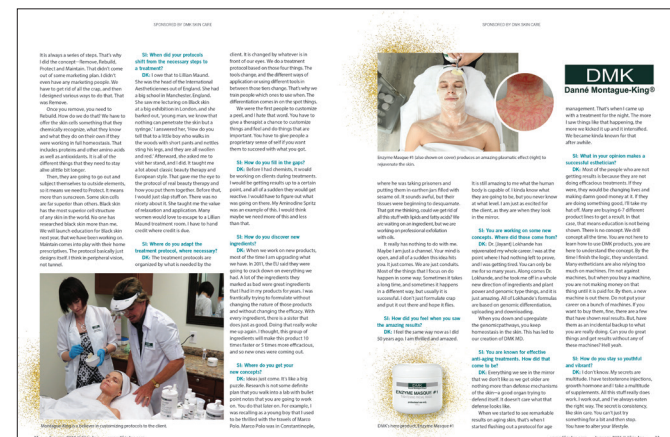 SPONSORED BY DMK SKIN CARE
It is always a series of steps. That's why
I did the concept—Remove, Rebuild,
Protect and Maintain. That didn't come
out of some marketing plan. I didn't
even have any marketing people. We
have to get rid of all the crap, and then
I designed various ways to do that. That
was Remove.
Once you remove, you need to
Rebuild. How do we do that? We have to
offer the skin cells something that they
chemically recognize, what they know
and what they do on their own if they
were working in full homeostasis. That
includes proteins and other amino acids
as well as antioxidants. It is all of the
different things that they need to stay
alive alittle bit longer.
Then, they are going to go out and
subject themselves to outside elements,
so it means we need to Protect. It means
more than sunscreen. Some skin cells
are far superior than others. Black skin
has the most superior cell structure
of any skin in the world. No one has
researched black skin more than me.
We will launch education for Black skin
next year, that we have been working on.
Maintain comes into play with their home
prescriptions. The protocol basically just
designs itself. I think in peripheral vision,
not tunnel.
SI: When did your protocols
shift from the necessary steps to
a treatment?
DK: I owe that to Lillian Maund.
She was the head of the International
Aestheticiennes out of England. She had
a big school in Manchester, England.
She saw me lecturing on Black skin
at a big exhibition in London, and she
barked out, 'young man, we know that
nothing can penetrate the skin but a
syringe.' I answered her, 'How do you
tell that to a little boy who walks in
the woods with short pants and nettles
sting his legs, and they are all swollen
and red.' Afterward, she asked me to
visit her stand, and I did. It taught me
a lot about classic beauty therapy and
European style. That gave me the eye to
the protocol of real beauty therapy and
how you put them together. Before that,
I would just slap stuff on. There was no
nicety about it. She taught me the value
of relaxation and application. Many
women would love to escape to a Lillian
Maund treatment room. I have to hand
credit where credit is due.
SI: Where do you adapt the
treatment protocol, where necessary?
DK: The treatment protocols are
organized by what is needed by the
client. It is changed by whatever is in
front of our eyes. We do a treatment
protocol based on those four things. The
tools change, and the different ways of
application or using different tools in
between those first change. That's why we
train people which ones to use when. The
differentiation comes in on the spot things.
We were the first people to customize
a peel, and I hate that word. You have to
give a therapist a chance to customize
things and feel and do things that are
important. You have to give people a
proprietary sense of self if you want
them to succeed with what you got.
SI: How do you fill in the gaps?
DK: Before I had chemists, it would
be working on clients during treatments.
I would be getting results up to a certain
point, and all of a sudden they would get
reactive. I would have to figure out what
was going on there. My Amino Spritz
was an example of this. I would think
maybe we need more of this and less
than that.
SI: How do you discover new
ingredients?
DK: When we work on new products,
most of the time I am upgrading what
we have. In 2011, the EU said they were
going to crack down on everything we
had. A lot of the ingredients they
marked as bad were great ingredients
that I had in my products for years. I was
frantically trying to formulate without
changing the nature of those products
and without changing the efficacy. With
every ingredient, there is a sister that
does just as good. Doing that really woke
me up again. I thought, this group of
ingredients will make this product 10
times faster or 5 times more efficacious,
and so new ones were coming out.
SI: Where do you get your
new concepts?
DK: Ideas just come. It's like a big
puzzle. Research is not some definite
plan that you walk into a lab with bullet
point notes that you are going to work
on. You do that later on. For example, I
was recalling as a young boy that I used
to be thrilled with the travels of Marco
Polo. Marco Polo was in Constantinople,
Montague-King is a believer in customizing protocols to the client.
SPONSORED BY DMK SKIN CARE
Enzyme Masque #1 (also shown on cover) produces an amazing plasmatic effect (right) to
rejuvenate the skin.
DMK
Danné Montague-King®
where he was taking prisoners and
putting them in earthen jars filled with
sesame oil. It sounds awful, but their
tissues were beginning to desquamate.
That got me thinking, could we get rid of
all this stuff with lipids and fatty acids? We
are waiting on an ingredient, but we are
working on professional exfoliation
with oils.
It really has nothing to do with me.
Maybe I am just a channel. Your mind is
open, and all of a sudden this idea hits
you. It just comes. We are just conduits.
Most of the things that I focus on do
happen in some way. Sometimes it takes
a long time, and sometimes it happens
in a different way, but usually it is
successful. I don't just formulate crap
and put it out there and hope it flies.
SI: How did you feel when you saw
the amazing results?
DK: I feel the same way now as I did
50 years ago. I am thrilled and amazed.
ENZYME MASQUE #1
DMK's hero product, Enzyme Masque #1
It is still amazing to me what the human
body is capable of. I kinda know what
they are going to be, but you never know
at what level. I am just as excited for
the client, as they are when they look
in the mirror.
SI: You are working on some new
concepts. Where did those come from?
DK: Dr. (Jayant) Lokhande has
rejuvenated my whole career. I was at the
point where I had nothing left to prove,
and I was getting tired. You can only be
me for so many years. Along comes Dr.
Lokhande, and he took me off in a whole
new direction of ingredients and plant
genes and genomic type things, and it is
just amazing. All of Lokhande's formulas
are based on genomic differentiation,
uploading and downloading.
When you down and upregulate
the genomic pathways, you keep
homeostasis in the skin. This has led to
our creation of DMK MD.
SI: You are known for effective
anti-aging treatments. How did that
come to be?
DK: Everything we see in the mirror
that we don't like as we get older are
nothing more than defense mechanisms
of the skin—a good organ trying to
defend itself. It doesn't care what that
defense looks like.
When we started to see remarkable
results on aging skin, that's when I
started flashing out a protocol for age
management. That's when I came up
with a treatment for the night. The more
I saw things like that happening, the
more we kicked it up and it intensified.
We became kinda known for that
after awhile.
SI: What in your opinion makes a
successful esthetician?
DK: Most of the people who are not
getting results is because they are not
doing efficacious treatments. If they
were, they would be changing lives and
making damn good money at it. If they
are doing something good, I'll take my
hat off. Many are buying 6-7 different
product lines to get a result. In that
case, that means education is not being
shown. There is no concept. We drill
concept all the time. You are not here to
learn how to use DMK products, you are
here to understand the concept. By the
time I finish the logic, they understand.
Many estheticians are also relying too
much on machines. I'm not against
machines, but when you buy a machine,
you are not making money on that
thing until it is paid for. By then, a new
machine is out there. Do not put your
career on a bunch of machines. If you
want to buy them, fine, there are a few
that have shown real results. But, have
them as an incidental backup to what
you are really doing. Can you do great
things and get results without any of
these machines? Hell yeah.
SI: How do you stay so youthful
and vibrant?
DK: I don't know. My secrets are
multitude. I have testosterone injections,
growth hormone and I take a multitude
of supplements. All this stuff really does
work. I work out, and I've always eaten
the right way. The secret is consistency,
like skin care. You can't just try
something for a bit and then stop.
You have to alter your lifestyle.